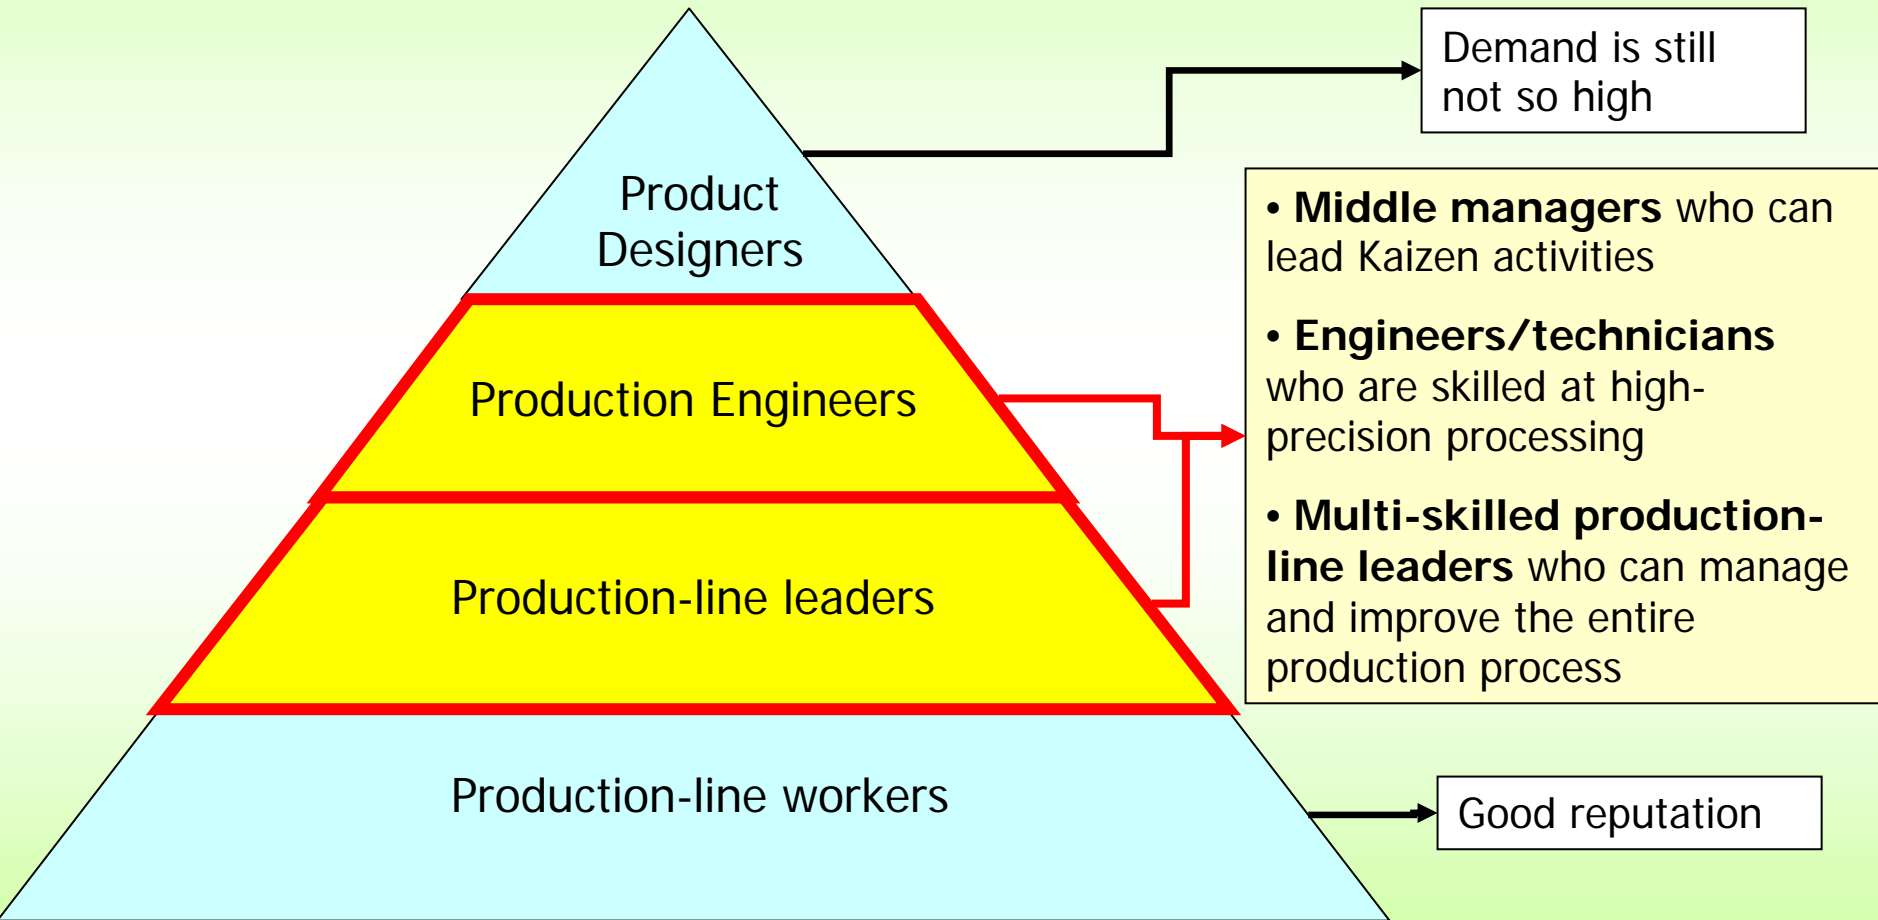 Product
Designers
Production Engineers
Production-line leaders
Production-line workers
Demand is still
not so high
• Middle managers who can
lead Kaizen activities
• Engineers/technicians
who are skilled at high-
precision processing
• Multi-skilled production-
line leaders who can manage
and improve the entire
production process
Good reputation